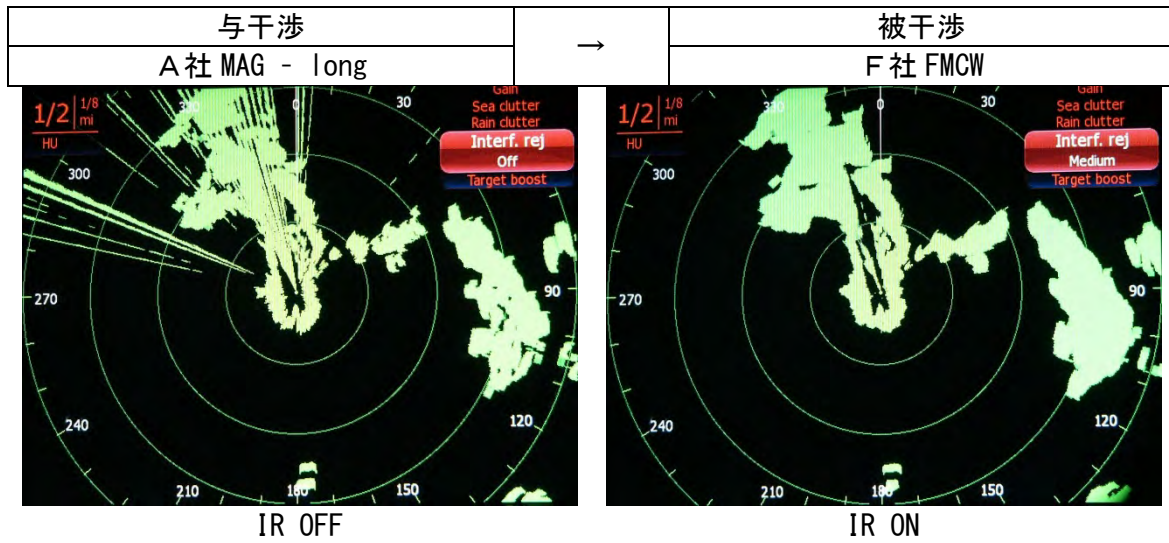 与干渉
→
被干渉
A社 MAG - long
F社 FMCW
1/2 1/8 mi
HU
330
0
30
Gain
Sea clutter
Rain clutter
Interf. rej
Off
Target boost
300
270
90
240
120
210
180
150
IR OFF
1/2 1/8 mi
HU
330
0
30
Gain
Sea clutter
Rain clutter
Interf. rej
Medium
Target boost
300
270
90
240
120
210
180
150
IR ON